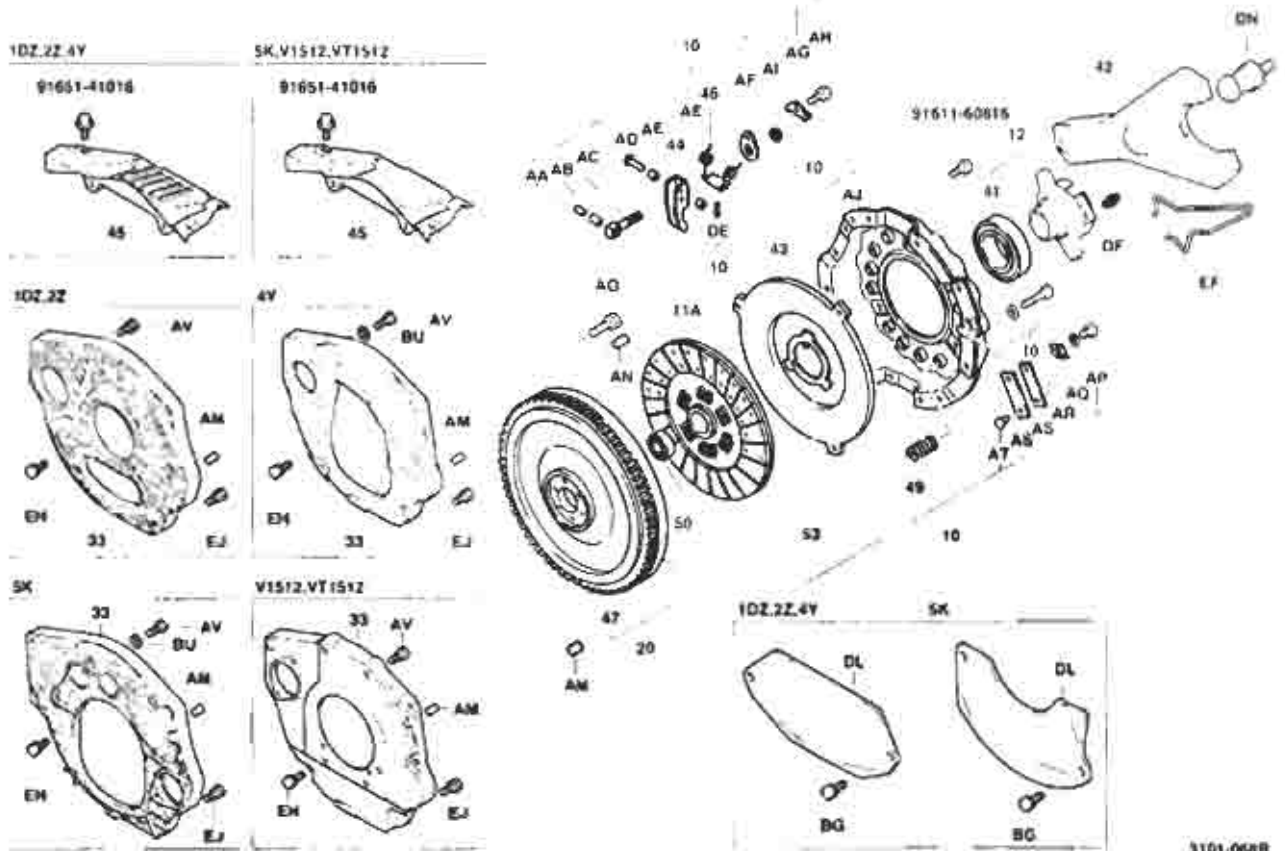 1DZ,2Z,4Y
91651-41016
45
5K,V1512,VT1512
91651-41016
45
1DZ,2Z
AV
AM
EH
33
EJ
4Y
AV
BU
AM
EH
33
EJ
5K
33
AV
BU
AM
EH
EJ
V1512,VT1512
33
AV
AM
EH
EJ
10
AG
AH
AI
AF
46
AE
44
AE
AD
AC
AB
AA
DE
10
10
AJ
43
11A
AO
AN
50
47
20
AM
53
49
10
91611-60816
12
41
42
DN
DF
EF
10
AP
AQ
AR
AS
AS
AT
1DZ,2Z,4Y
DL
BG
5K
DL
BG
3101-068B